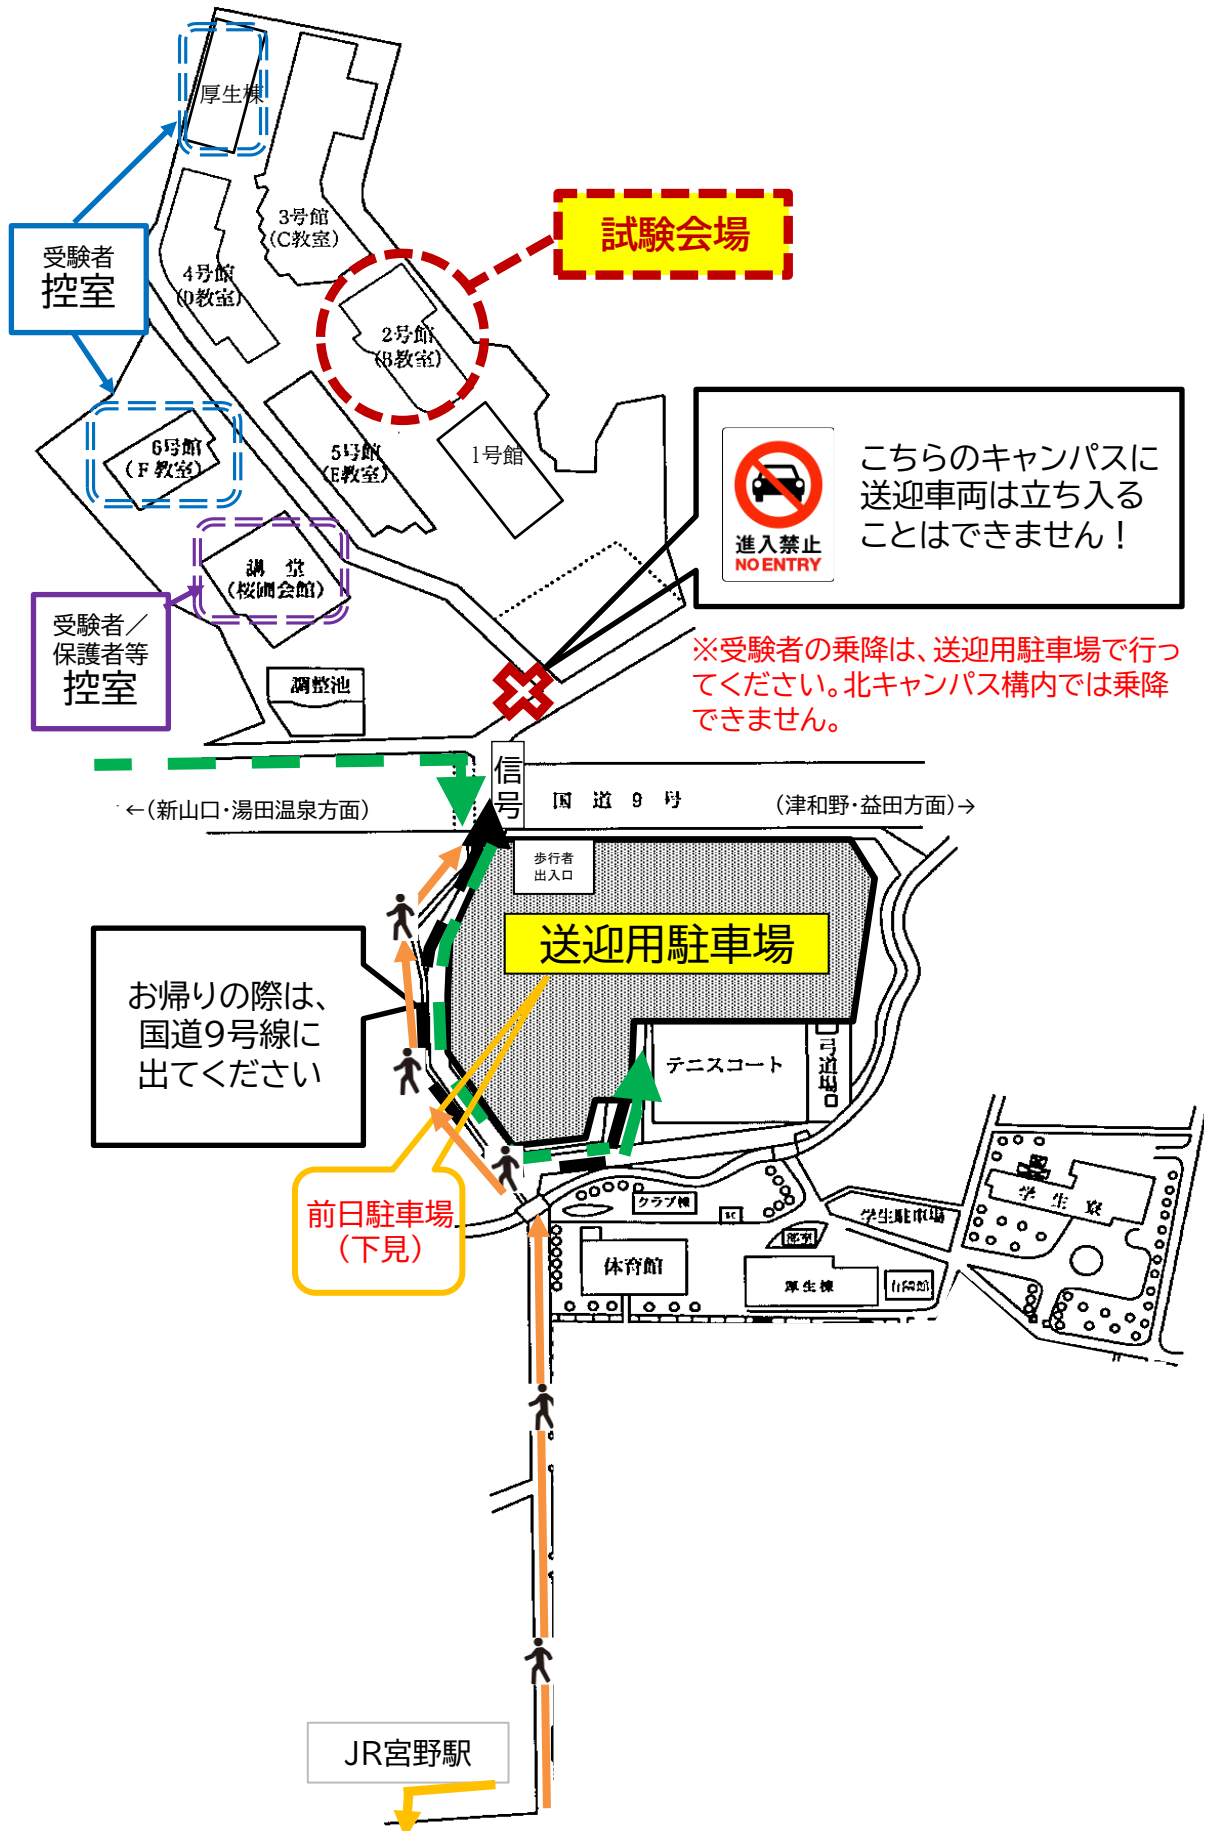 厚生棟
3号館
(C教室)
試験会場
受験者
控室
4号館
(D教室)
2号館
(B教室)
6号館
(F教室)
5号館
(E教室)
1号館
進入禁止
NO ENTRY
こちらのキャンパスに
送迎車両は立ち入る
ことはできません!
講堂
受験者/
保護者等
控室
※受験者の乗降は、送迎用駐車場で行っ
てください。北キャンパス構内では乗降
できません。
調整池
信
号
←(新山口・湯田温泉方面)
国道9号
(津和野・益田方面)→
歩行者
出入口
送迎用駐車場
お帰りの際は、
国道9号線に
出てください
テニスコート
前日駐車場
(下見)
クラブ棟
学生駐車場
学生寮
体育館
厚生棟
JR宮野駅